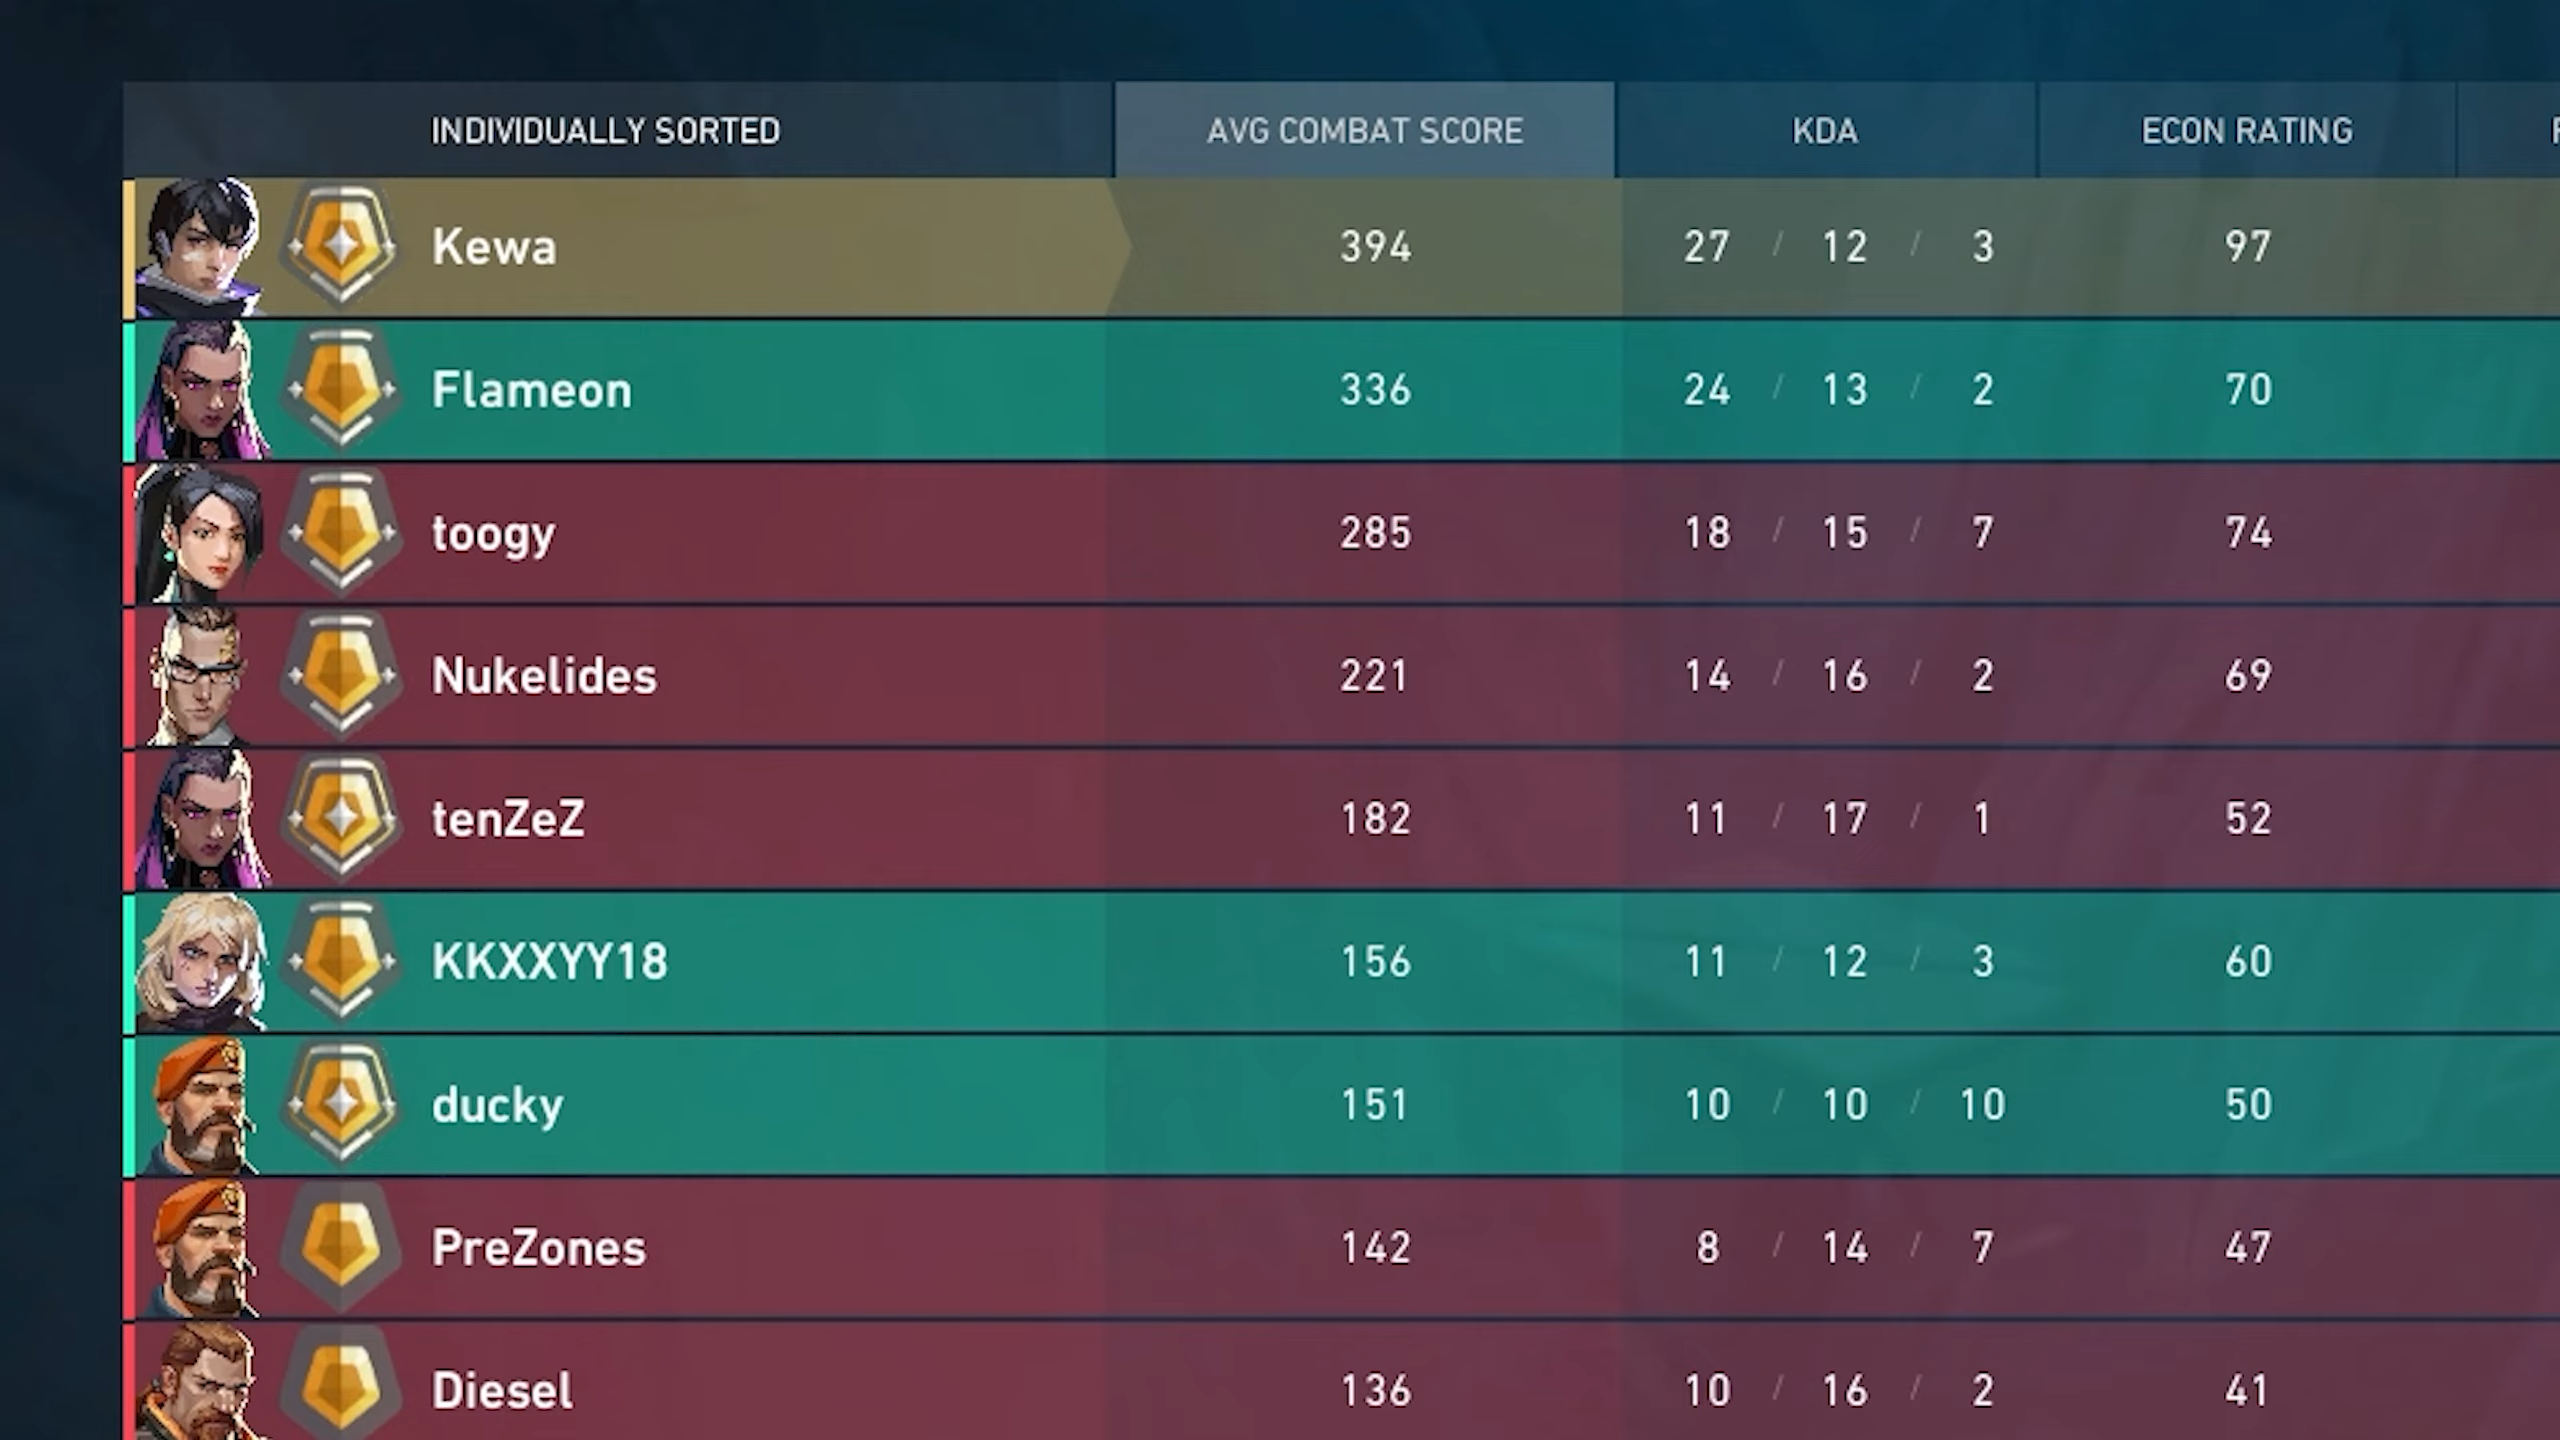 INDIVIDUALLY SORTED AVG COMBAT SCORE KDA ECON RATING
Kewa 394 27 / 12 / 3 97
Flameon 336 24 / 13 / 2 70
toogy 285 18 / 15 / 7 74
Nukelides 221 14 / 16 / 2 69
tenZeZ 182 11 / 17 / 1 52
KKXXYY18 156 11 / 12 / 3 60
ducky 151 10 / 10 / 10 50
PreZones 142 8 / 14 / 7 47
Diesel 136 10 / 16 / 2 41